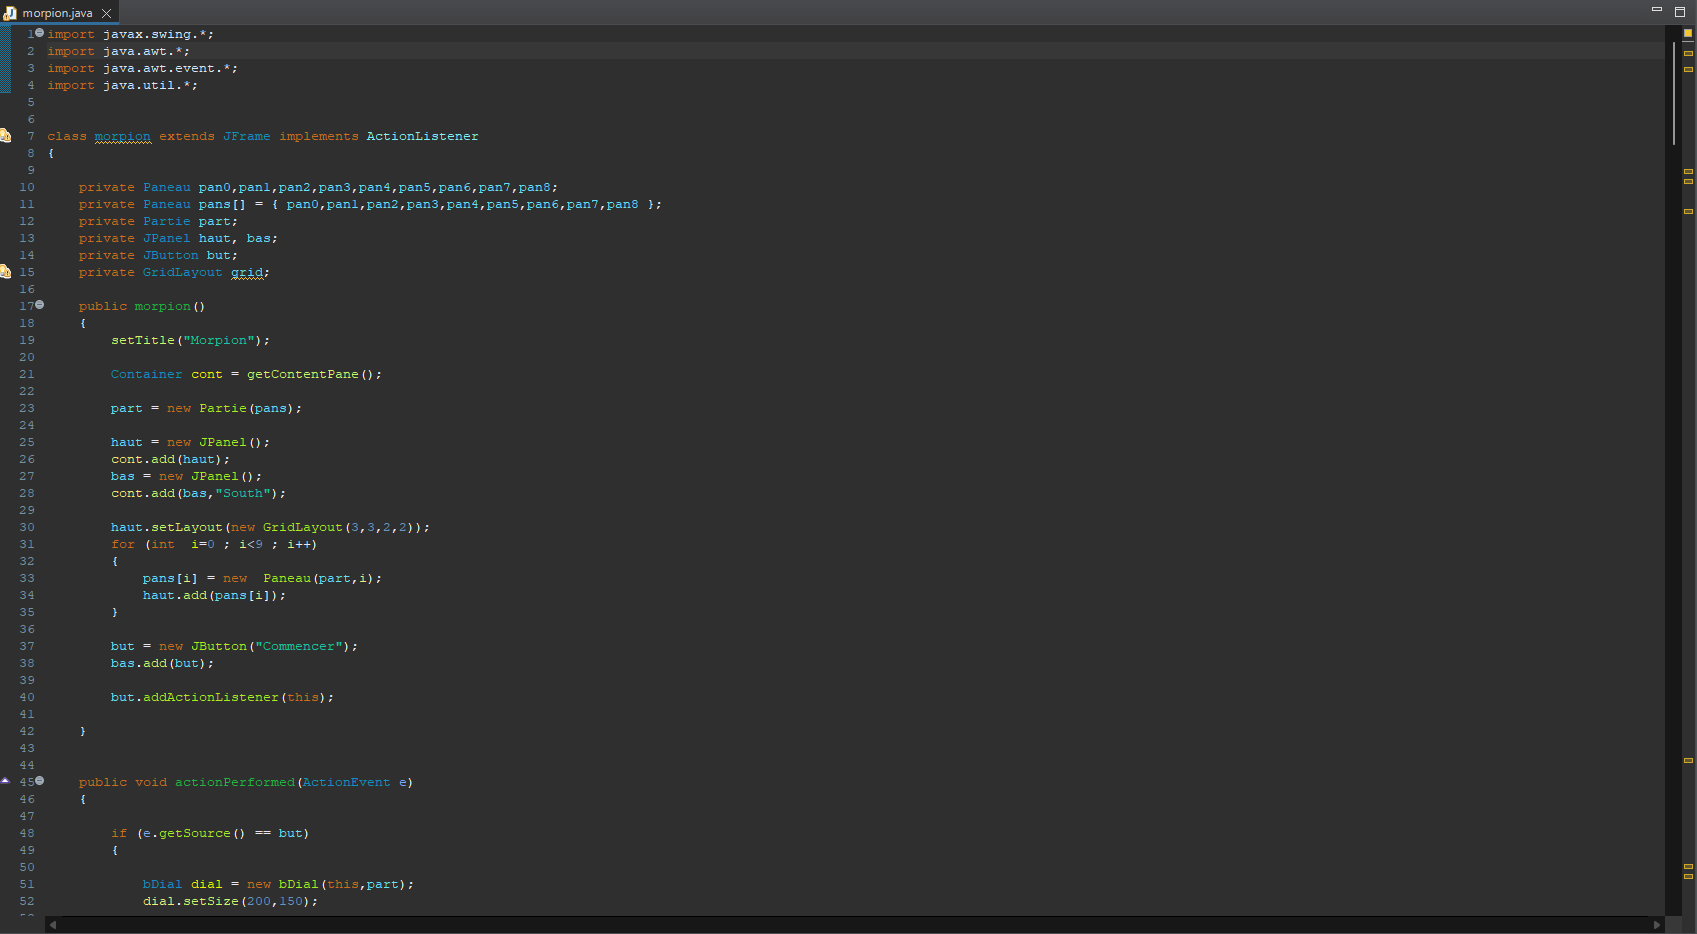 morpion.java
1 import javax.swing.*;
2 import java.awt.*;
3 import java.awt.event.*;
4 import java.util.*;
5
6
7 class morpion extends JFrame implements ActionListener
8 {
9
10     private Paneau pan0,pan1,pan2,pan3,pan4,pan5,pan6,pan7,pan8;
11     private Paneau pans[] = { pan0,pan1,pan2,pan3,pan4,pan5,pan6,pan7,pan8 };
12     private Partie part;
13     private JPanel haut, bas;
14     private JButton but;
15     private GridLayout grid;
16
17     public morpion()
18     {
19         setTitle("Morpion");
20
21         Container cont = getContentPane();
22
23         part = new Partie(pans);
24
25         haut = new JPanel();
26         cont.add(haut);
27         bas = new JPanel();
28         cont.add(bas,"South");
29
30         haut.setLayout(new GridLayout(3,3,2,2));
31         for (int  i=0 ; i<9 ; i++)
32         {
33             pans[i] = new  Paneau(part,i);
34             haut.add(pans[i]);
35         }
36
37         but = new JButton("Commencer");
38         bas.add(but);
39
40         but.addActionListener(this);
41
42     }
43
44
45     public void actionPerformed(ActionEvent e)
46     {
47
48         if (e.getSource() == but)
49         {
50
51             bDial dial = new bDial(this,part);
52             dial.setSize(200,150);